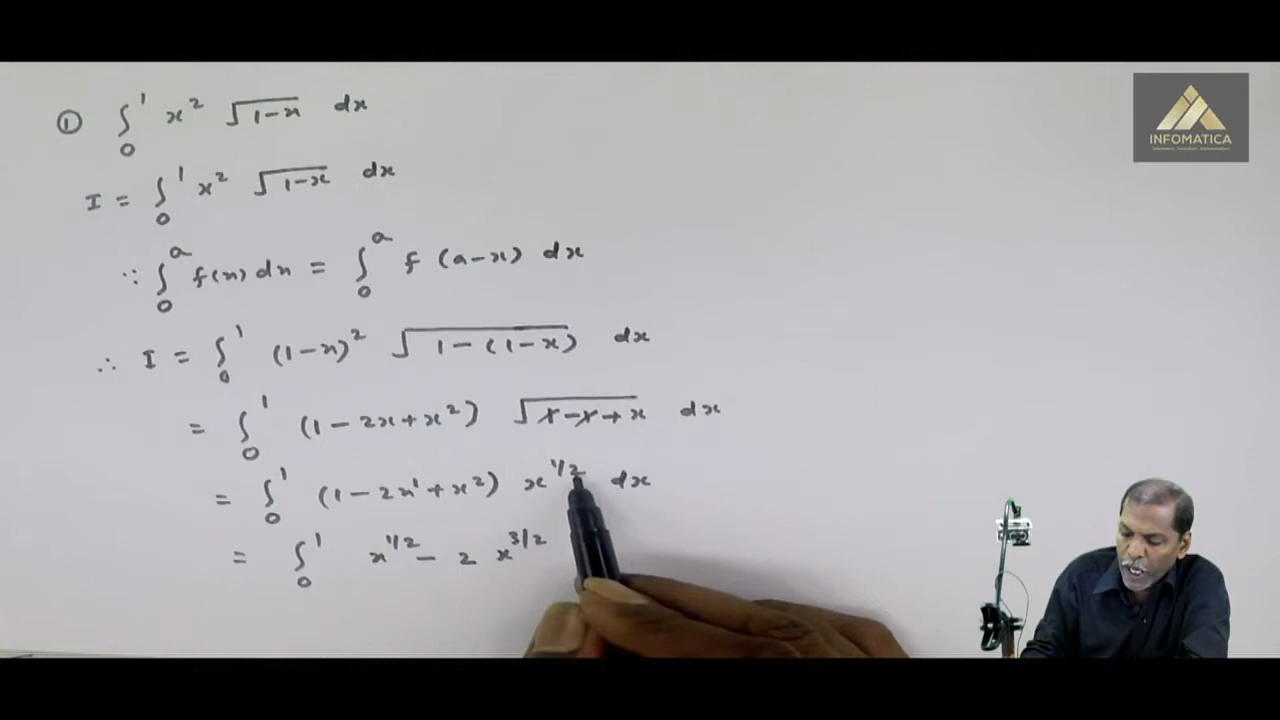 ① ∫₀¹ x² √(1-x) dx
I = ∫₀¹ x² √(1-x) dx
∵ ∫₀ᵃ f(x) dx = ∫₀ᵃ f (a-x) dx
∴ I = ∫₀¹ (1-x)² √(1-(1-x)) dx
= ∫₀¹ (1-2x+x²) √(1-1+x) dx
= ∫₀¹ (1-2x¹+x²) x^1/2 dx
= ∫₀¹ x^1/2 - 2 x^3/2
INFOMATICA